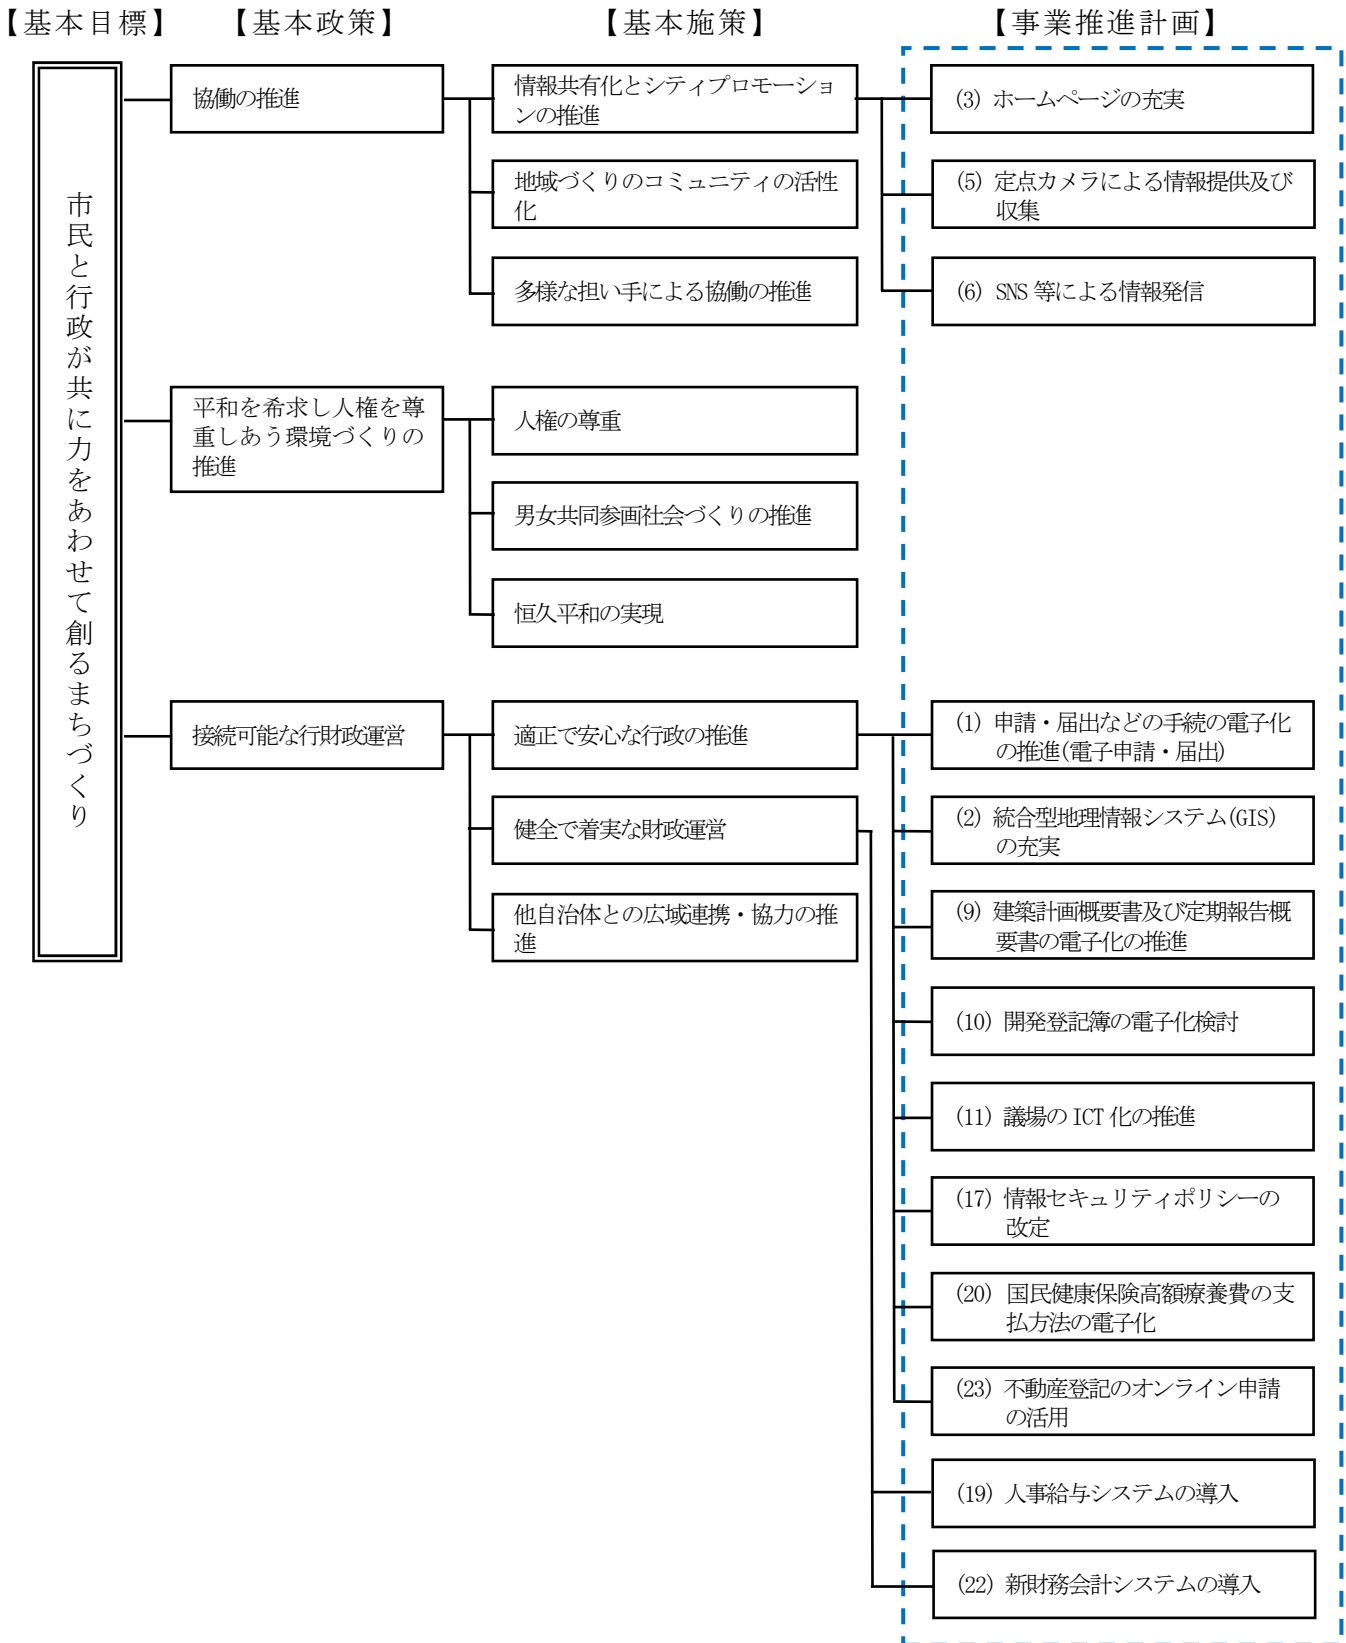 【基本目標】
【基本政策】
【基本施策】
【事業推進計画】
市民と行政が共に力をあわせて創るまちづくり
協働の推進
情報共有化とシティプロモーショ
ンの推進
(3) ホームページの充実
地域づくりのコミュニティの活性
化
(5) 定点カメラによる情報提供及び
収集
多様な担い手による協働の推進
(6) SNS 等による情報発信
平和を希求し人権を尊
重しあう環境づくりの
推進
人権の尊重
男女共同参画社会づくりの推進
恒久平和の実現
接続可能な行財政運営
適正で安心な行政の推進
(1) 申請・届出などの手続の電子化
の推進(電子申請・届出)
健全で着実な財政運営
(2) 統合型地理情報システム(GIS)
の充実
他自治体との広域連携・協力の推
進
(9) 建築計画概要書及び定期報告概
要書の電子化の推進
(10) 開発登記簿の電子化検討
(11) 議場の ICT 化の推進
(17) 情報セキュリティポリシーの
改定
(20) 国民健康保険高額療養費の支
払方法の電子化
(23) 不動産登記のオンライン申請
の活用
(19) 人事給与システムの導入
(22) 新財務会計システムの導入